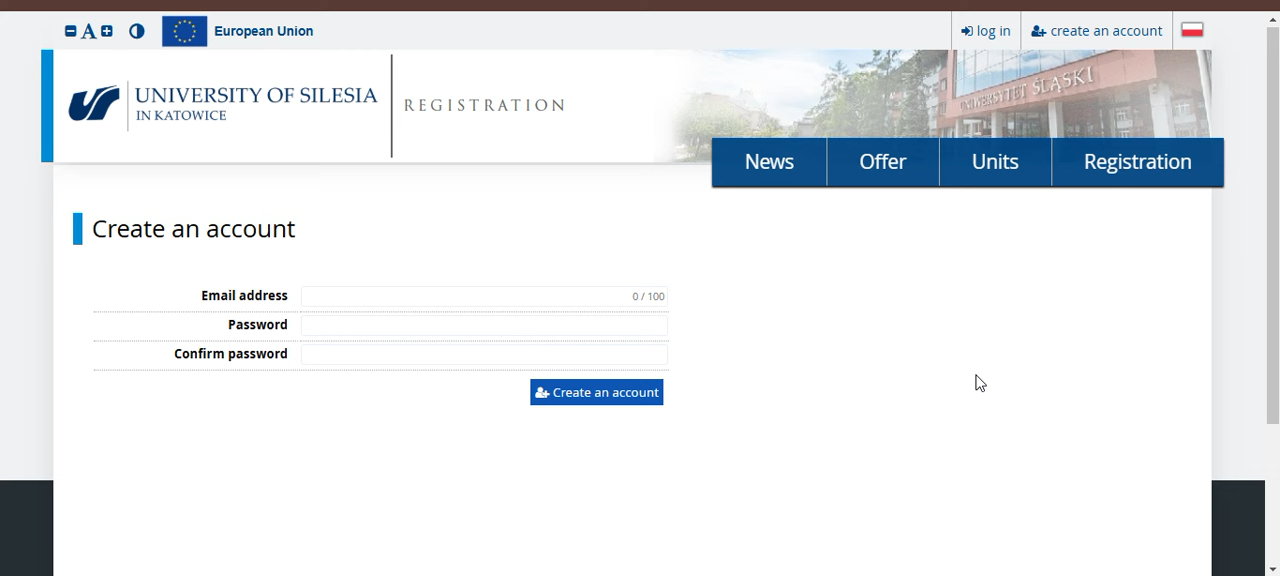 A European Union log in create an account
UNIVERSITY OF SILESIA
IN KATOWICE
REGISTRATION
UNIWERSYTET ŚLĄSKI
News Offer Units Registration
Create an account
Email address 0 / 100
Password
Confirm password
Create an account